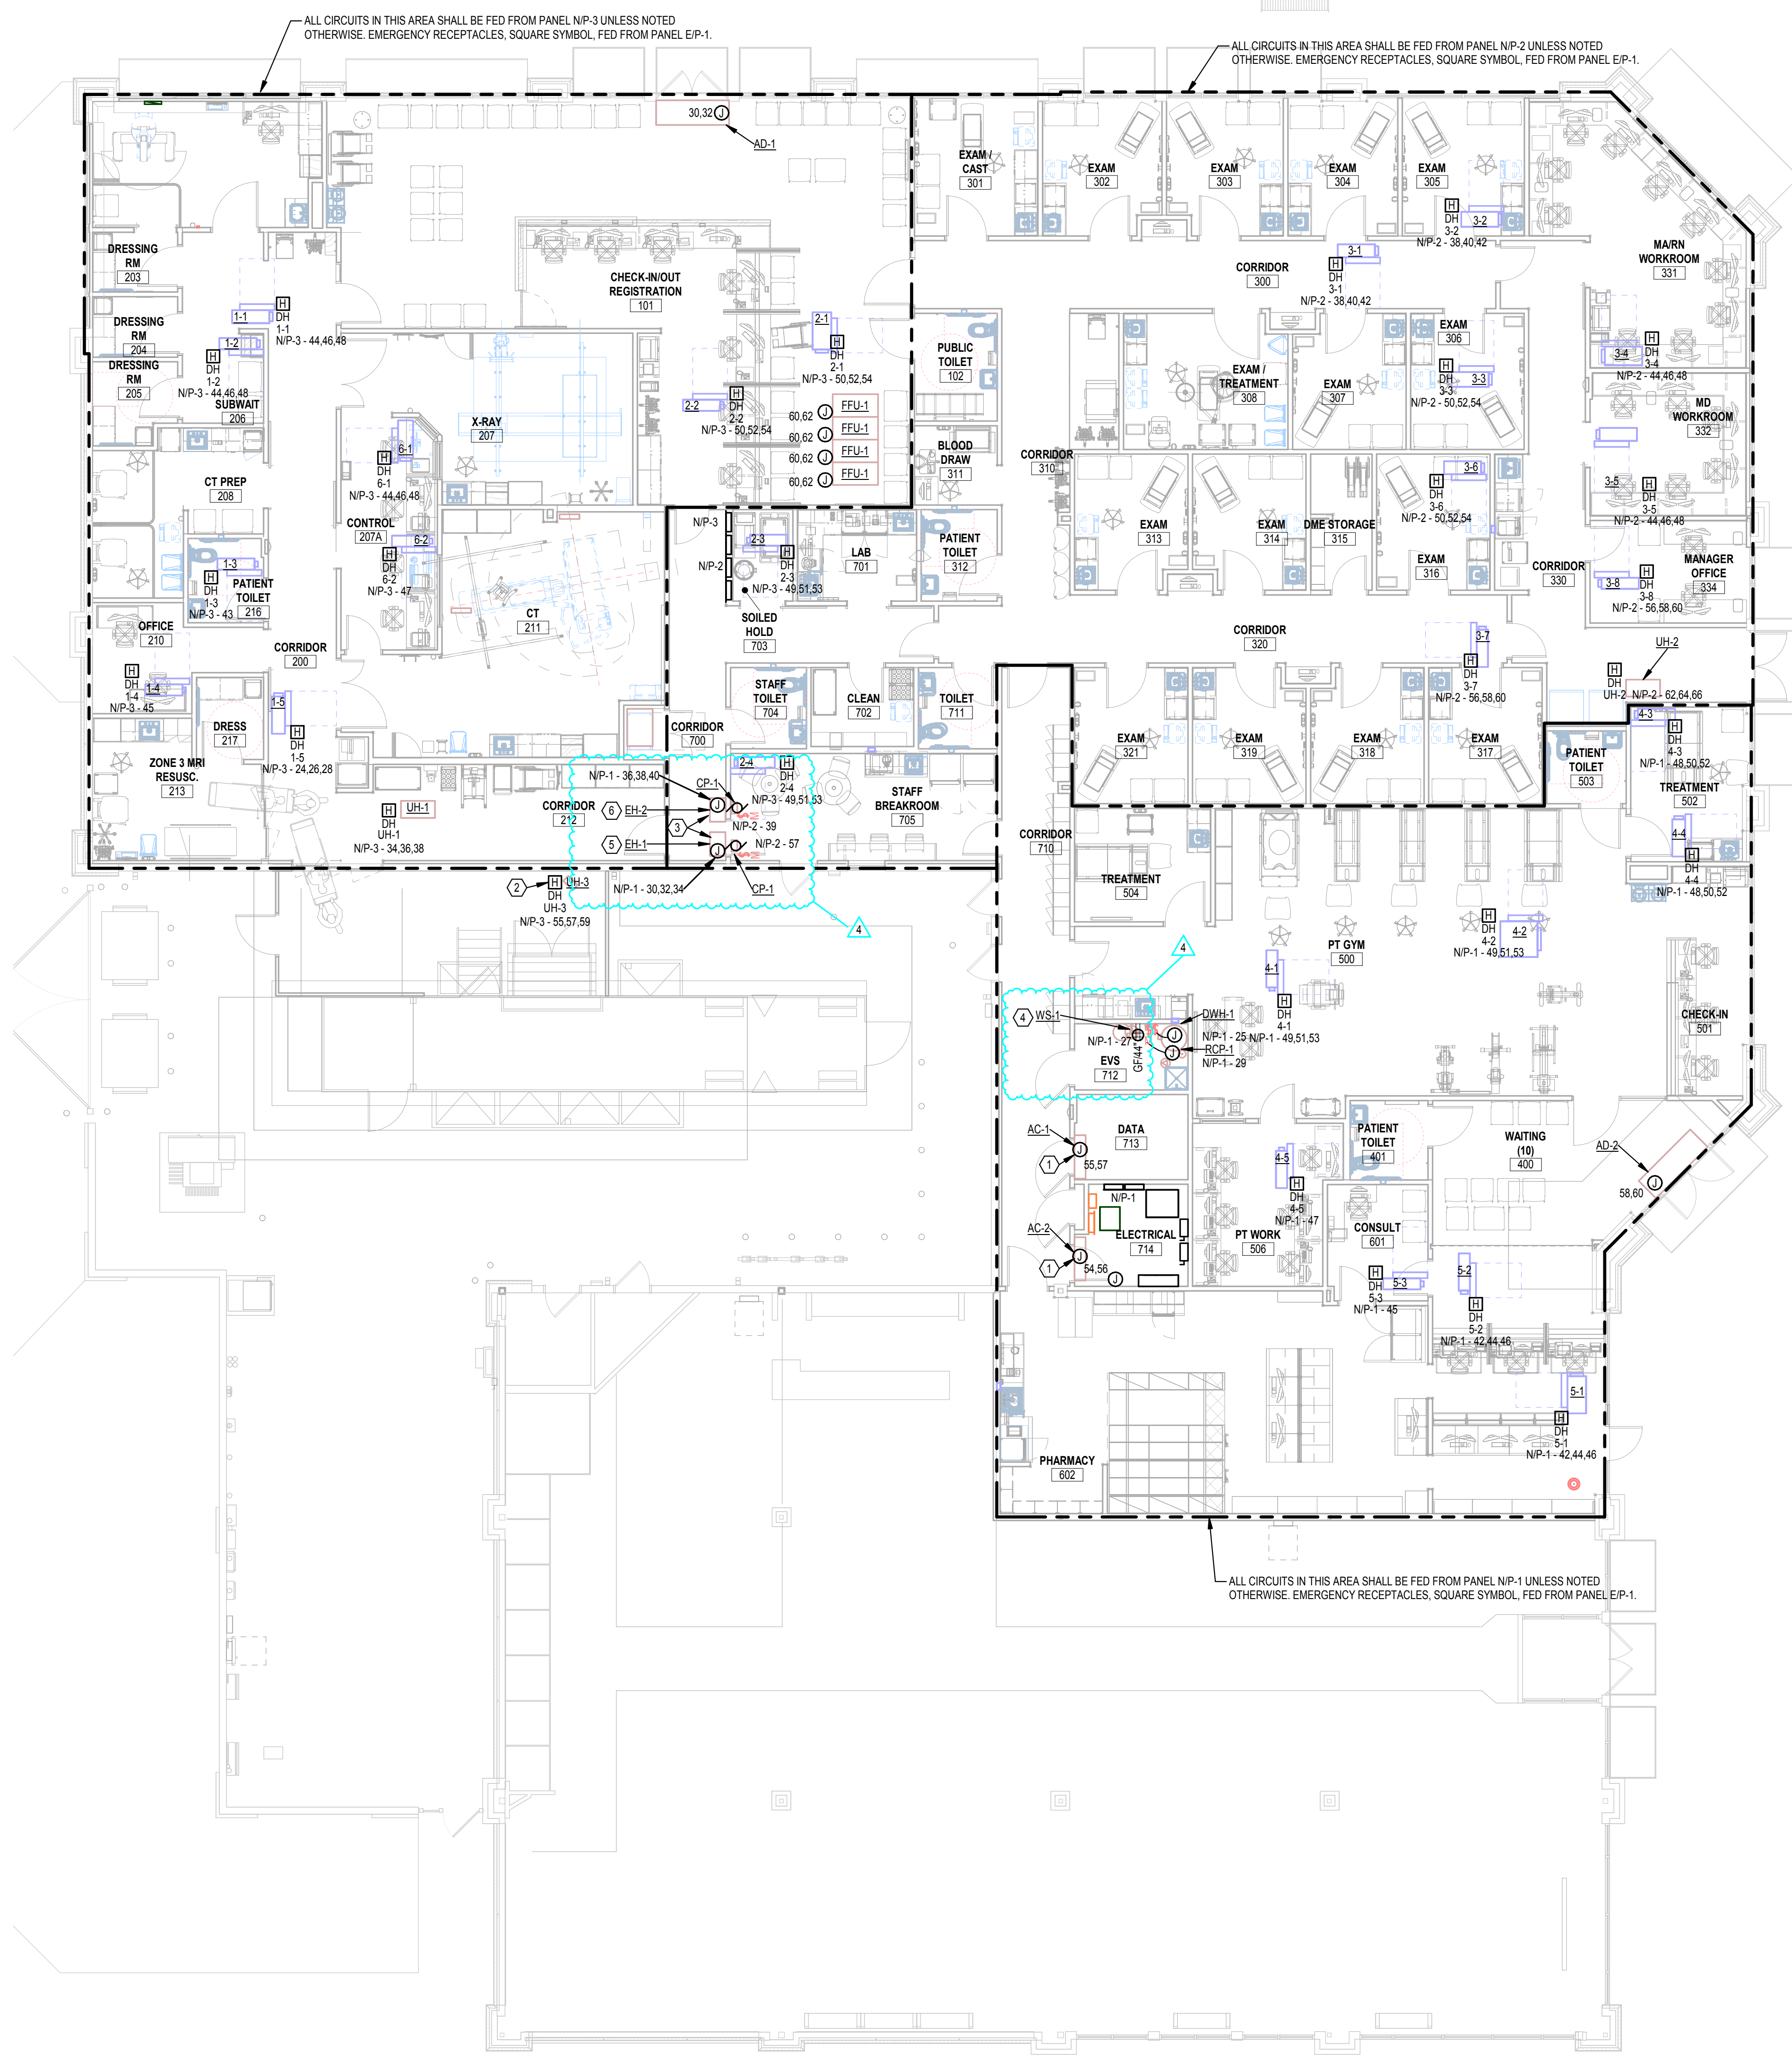 ALL CIRCUITS IN THIS AREA SHALL BE FED FROM PANEL N/P-3 UNLESS NOTED
OTHERWISE. EMERGENCY RECEPTACLES, SQUARE SYMBOL, FED FROM PANEL E/P-1.
ALL CIRCUITS IN THIS AREA SHALL BE FED FROM PANEL N/P-2 UNLESS NOTED
OTHERWISE. EMERGENCY RECEPTACLES, SQUARE SYMBOL, FED FROM PANEL E/P-1.
30,32 J
AD-1
EXAM /
CAST
301
EXAM
302
EXAM
303
EXAM
304
EXAM
305
H
DH
3-2
N/P-2 - 38,40,42
3-2
MA/RN
WORKROOM
331
DRESSING
RM
203
CHECK-IN/OUT
REGISTRATION
101
CORRIDOR
300
3-1
H
DH
3-1
N/P-2 - 38,40,42
1-1
H
DH
1-1
N/P-3 - 44,46,48
DRESSING
RM
204
1-2
H
DH
1-2
N/P-3 - 44,46,48
DRESSING
RM
205
SUBWAIT
206
2-1
H
DH
2-1
N/P-3 - 50,52,54
2-2
H
DH
2-2
N/P-3 - 50,52,54
PUBLIC
TOILET
102
EXAM /
TREATMENT
308
EXAM
307
EXAM
306
H
DH
3-3
N/P-2 - 50,52,54
3-3
3-4
H
DH
3-4
N/P-2 - 44,46,48
MD
WORKROOM
332
X-RAY
207
60,62 J FFU-1
60,62 J FFU-1
60,62 J FFU-1
60,62 J FFU-1
6-1
H
DH
6-1
N/P-3 - 44,46,48
BLOOD
DRAW
311
CORRIDOR
310
3-6
H
DH
3-6
N/P-2 - 50,52,54
3-5
H
DH
3-5
N/P-2 - 44,46,48
CT PREP
208
CONTROL
207A
6-2
H
DH
6-2
N/P-3 - 47
N/P-3
N/P-2
2-3
H
DH
2-3
N/P-3 - 49,51,53
LAB
701
PATIENT
TOILET
312
EXAM
313
EXAM
314
DME STORAGE
315
EXAM
316
CORRIDOR
330
MANAGER
OFFICE
334
3-8
H
DH
3-8
N/P-2 - 56,58,60
1-3
H
DH
1-3
N/P-3 - 43
PATIENT
TOILET
216
OFFICE
210
CORRIDOR
200
CT
211
SOILED
HOLD
703
CORRIDOR
320
3-7
H
DH
3-7
N/P-2 - 56,58,60
UH-2
H
DH
UH-2 N/P-2 - 62,64,66
H
DH
1-4
N/P-3 - 45
1-4
1-5
H
DH
1-5
N/P-3 - 24,26,28
DRESS
217
STAFF
TOILET
704
CLEAN
702
TOILET
711
CORRIDOR
700
EXAM
321
EXAM
319
EXAM
318
EXAM
317
4-3
H
DH
4-3
N/P-1 - 48,50,52
PATIENT
TOILET
503
TREATMENT
502
ZONE 3 MRI
RESUSC.
213
H
DH
UH-1
N/P-3 - 34,36,38
UH-1
CORRIDOR
212
N/P-1 - 36,38,40
CP-1
2-4
H
DH
2-4
N/P-3 - 49,51,53
6 EH-2
J
3
N/P-2 - 39
5 EH-1
J
N/P-2 - 57
N/P-1 - 30,32,34
CP-1
STAFF
BREAKROOM
705
2 H UH-3
DH
UH-3
N/P-3 - 55,57,59
4
CORRIDOR
710
TREATMENT
504
4-4
H
DH
4-4
N/P-1 - 48,50,52
PT GYM
500
H
DH
4-2
N/P-1 - 49,51,53
4-2
4
4-1
H
DH
4-1
N/P-1 - 49,51,53
4 WS-1
N/P-1 - 27
GF/44"
DWH-1
J
N/P-1 - 25
RCP-1
J
N/P-1 - 29
EVS
712
CHECK-IN
501
DATA
713
AC-1
J
1
55,57
PATIENT
TOILET
401
WAITING
(10)
400
AD-2
J
58,60
4-5
H
DH
4-5
N/P-1 - 47
N/P-1
ELECTRICAL
714
AC-2
J
1
54,56
J
PT WORK
506
CONSULT
601
H
DH
5-3
N/P-1 - 45
5-3
5-2
H
DH
5-2
N/P-1 - 42,44,46
5-1
H
DH
5-1
N/P-1 - 42,44,46
PHARMACY
602
ALL CIRCUITS IN THIS AREA SHALL BE FED FROM PANEL N/P-1 UNLESS NOTED
OTHERWISE. EMERGENCY RECEPTACLES, SQUARE SYMBOL, FED FROM PANEL E/P-1.